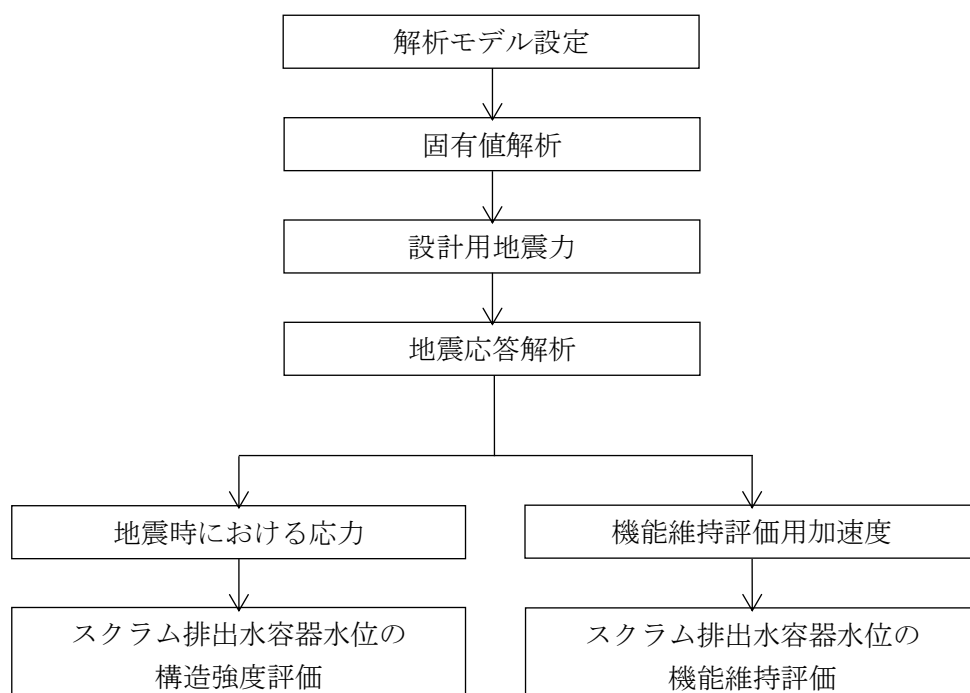 解析モデル設定
固有値解析
設計用地震力
地震応答解析
地震時における応力
機能維持評価用加速度
スクラム排出水容器水位の
構造強度評価
スクラム排出水容器水位の
機能維持評価